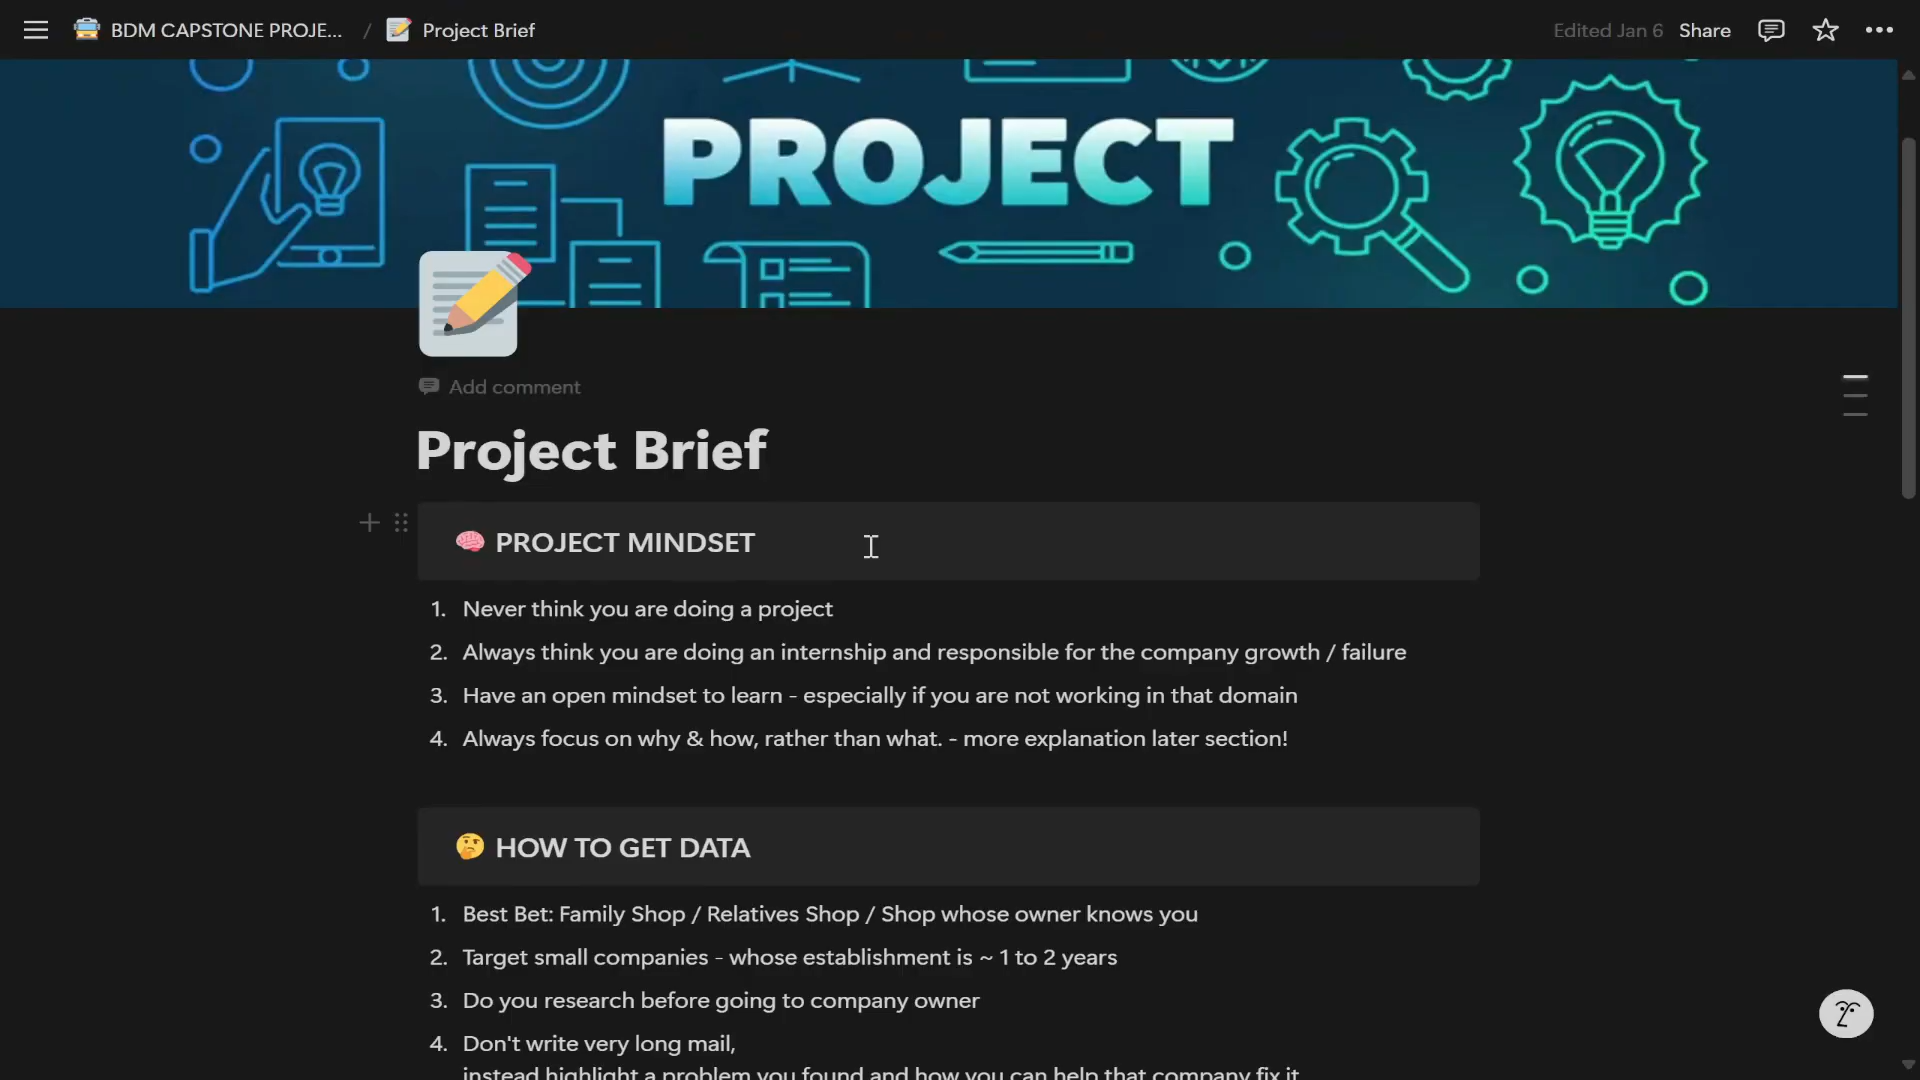 BDM CAPSTONE PROJE... / Project Brief
Edited Jan 6 Share
PROJECT
Add comment
Project Brief
PROJECT MINDSET
1. Never think you are doing a project
2. Always think you are doing an internship and responsible for the company growth / failure
3. Have an open mindset to learn - especially if you are not working in that domain
4. Always focus on why & how, rather than what. - more explanation later section!
HOW TO GET DATA
1. Best Bet: Family Shop / Relatives Shop / Shop whose owner knows you
2. Target small companies - whose establishment is ~ 1 to 2 years
3. Do you research before going to company owner
4. Don't write very long mail,
instead highlight a problem you found and how you can help that company fix it